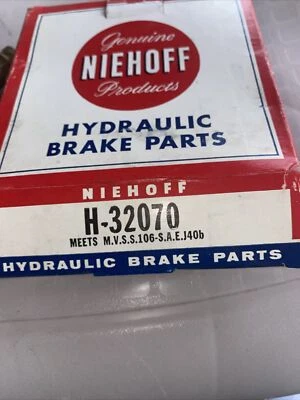 Genuine
NIEHOFF
Products
HYDRAULIC
BRAKE PARTS
NIEHOFF
H-32070
MEETS M.V.S.S.106-S.A.E.J40b
HYDRAULIC BRAKE PARTS